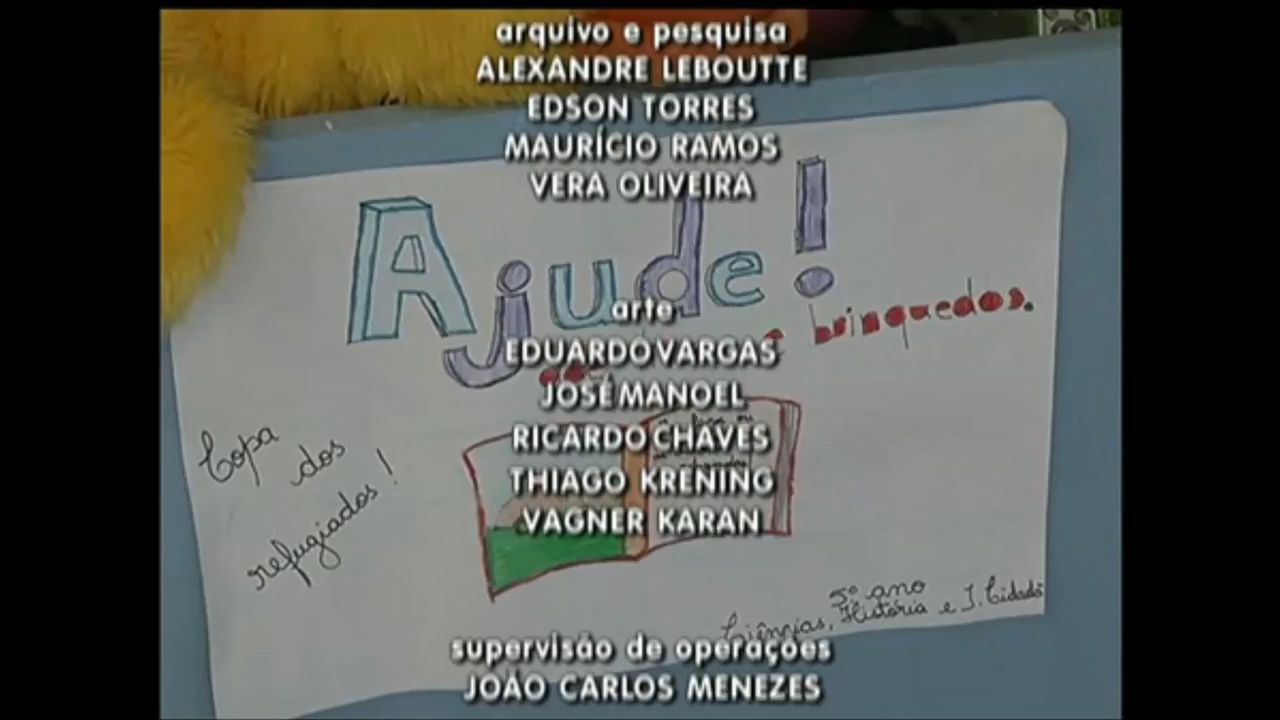 arquivo e pesquisa
ALEXANDRE LEBOUTTE
EDSON TORRES
MAURÍCIO RAMOS
VERA OLIVEIRA
Ajude!
brinquedos.
arte
EDUARDO VARGAS
JOSÉ MANOEL
RICARDO CHAVES
THIAGO KRENING
VAGNER KARAN
Copa
dos
refugiados!
5º ano
Ciências, História e I. Cidadã
supervisão de operações
JOÃO CARLOS MENEZES